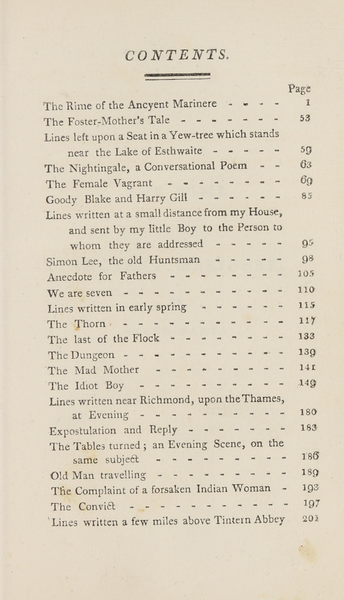 CONTENTS.
Page
The Rime of the Ancyent Marinere - - - - 1
The Foster-Mother's Tale - - - - - - - 53
Lines left upon a Seat in a Yew-tree which stands
near the Lake of Esthwaite - - - - - 59
The Nightingale, a Conversational Poem - - 63
The Female Vagrant - - - - - - - - 69
Goody Blake and Harry Gill - - - - - - 85
Lines written at a small distance from my House,
and sent by my little Boy to the Person to
whom they are addressed - - - - - 95
Simon Lee, the old Huntsman - - - - - 98
Anecdote for Fathers - - - - - - - - 105
We are seven - - - - - - - - - - - 110
Lines written in early spring - - - - - - 115
The Thorn - - - - - - - - - - - 117
The last of the Flock - - - - - - - - 133
The Dungeon - - - - - - - - - - - 139
The Mad Mother - - - - - - - - - 141
The Idiot Boy - - - - - - - - - - 149
Lines written near Richmond, upon the Thames,
at Evening - - - - - - - - - - 180
Expostulation and Reply - - - - - - - 183
The Tables turned; an Evening Scene, on the
same subject - - - - - - - - - 186
Old Man travelling - - - - - - - - - 189
The Complaint of a forsaken Indian Woman - 193
The Convict - - - - - - - - - - - 197
Lines written a few miles above Tintern Abbey 201